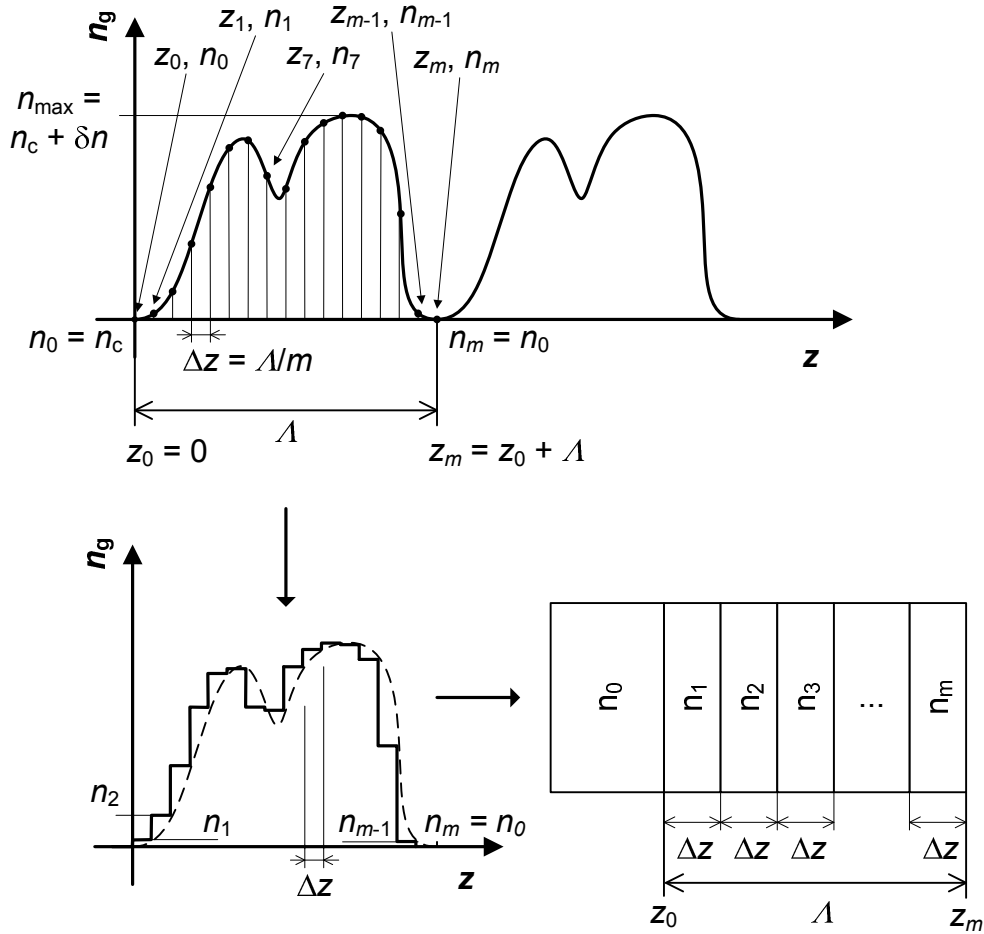 n_g
z_1, n_1
z_{m-1}, n_{m-1}
z_0, n_0
z_7, n_7
z_m, n_m
n_max =
n_c + δn
n_0 = n_c
Δz = Λ/m
n_m = n_0
z
Λ
z_0 = 0
z_m = z_0 + Λ
n_g
n_2
n_1
n_{m-1}
n_m = n_0
Δz
z
n_0
n_1
n_2
n_3
...
n_m
Δz
Δz
Δz
Δz
z_0
Λ
z_m